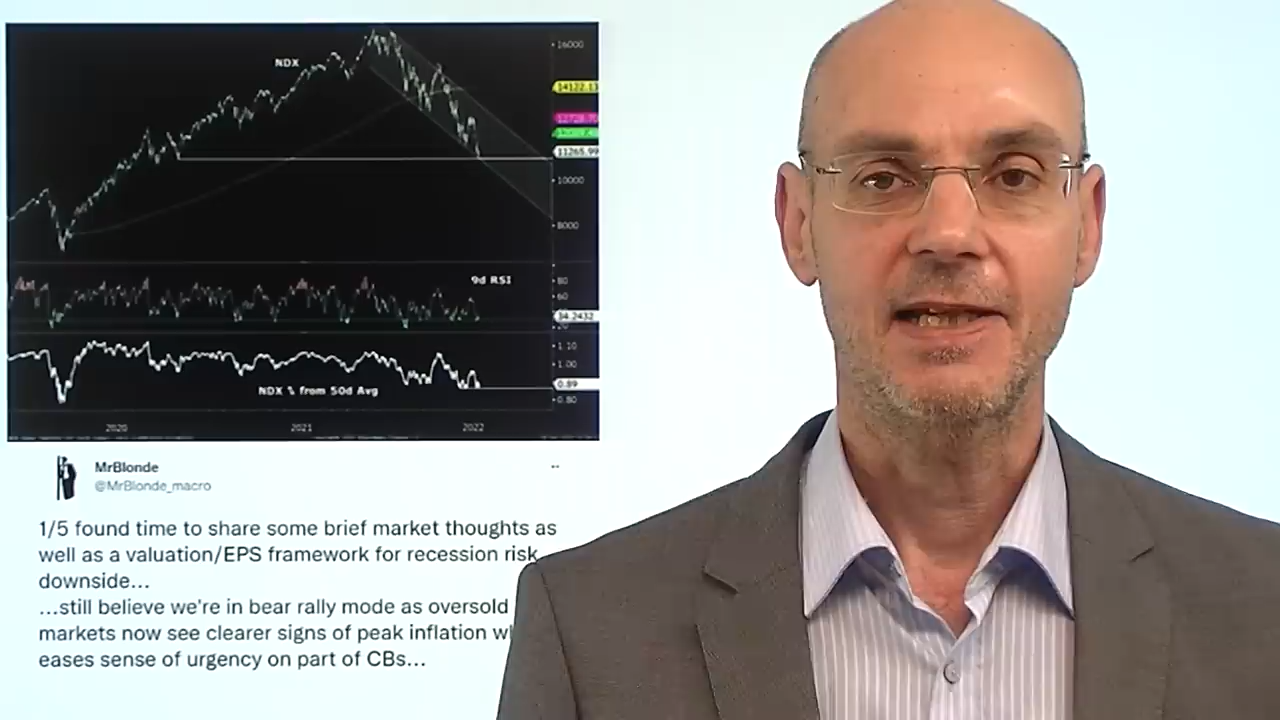 NDX
16000
14122.13
11265.99
10000
8000
9d RSI
80
60
34.2432
20
1.10
1.00
0.89
NDX % from 50d Avg
0.80
2020
2021
2022
MrBlonde
@MrBlonde_macro
1/5 found time to share some brief market thoughts as
well as a valuation/EPS framework for recession risk
downside...
...still believe we're in bear rally mode as oversold
markets now see clearer signs of peak inflation
eases sense of urgency on part of CBs...